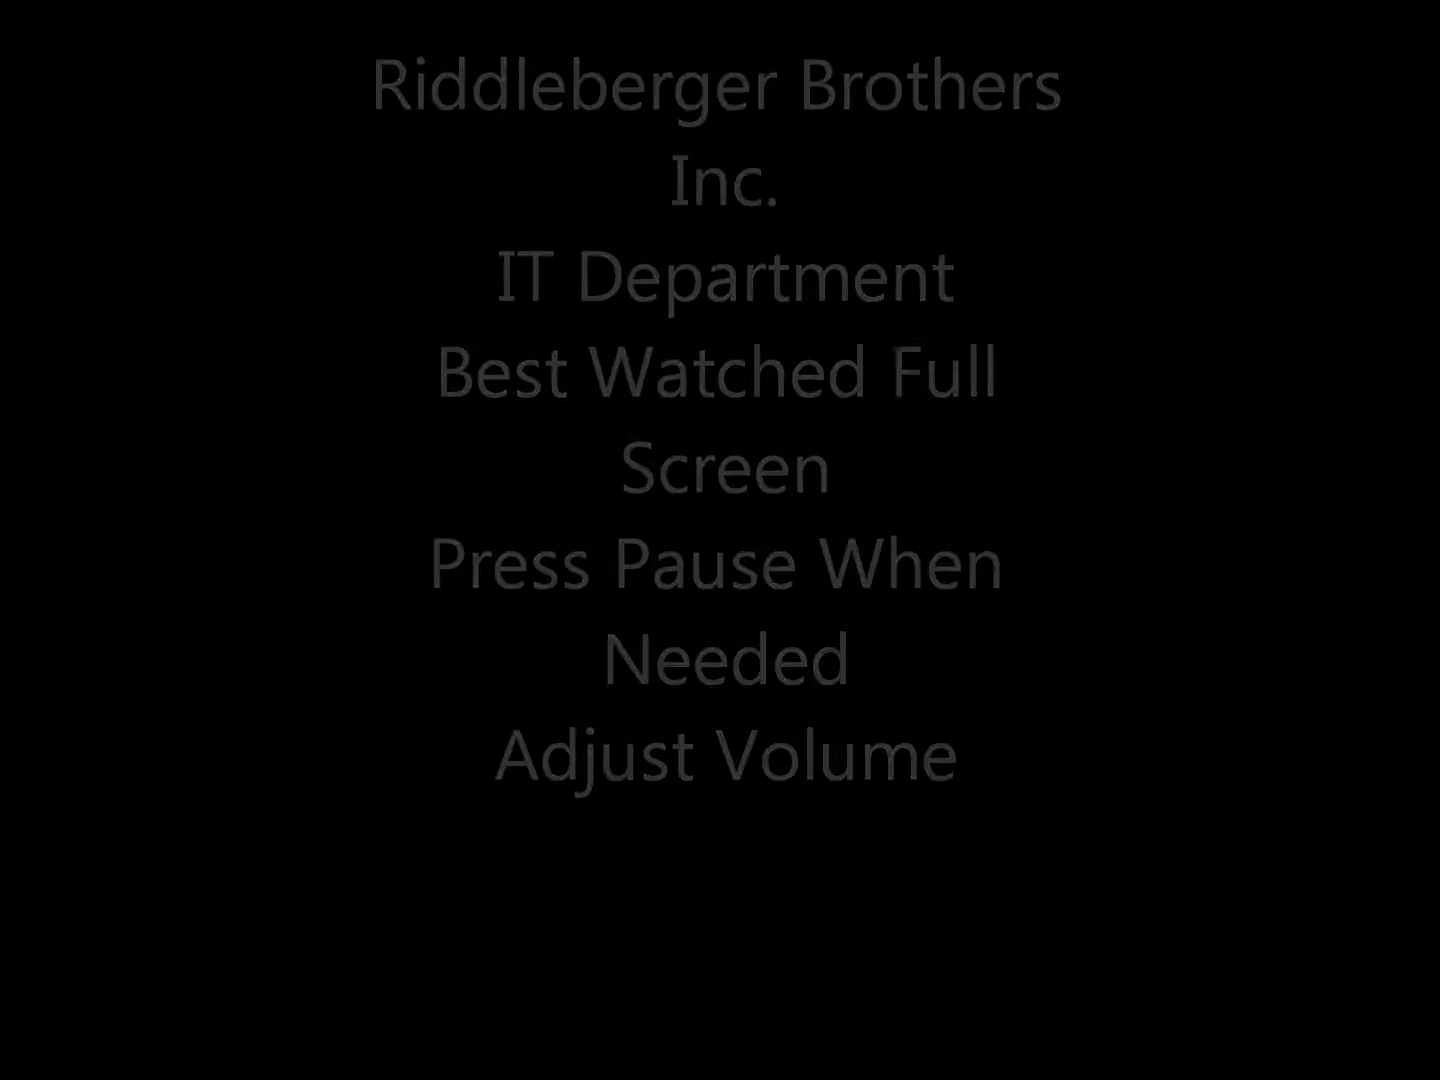 Riddleberger Brothers
Inc.
IT Department
Best Watched Full
Screen
Press Pause When
Needed
Adjust Volume